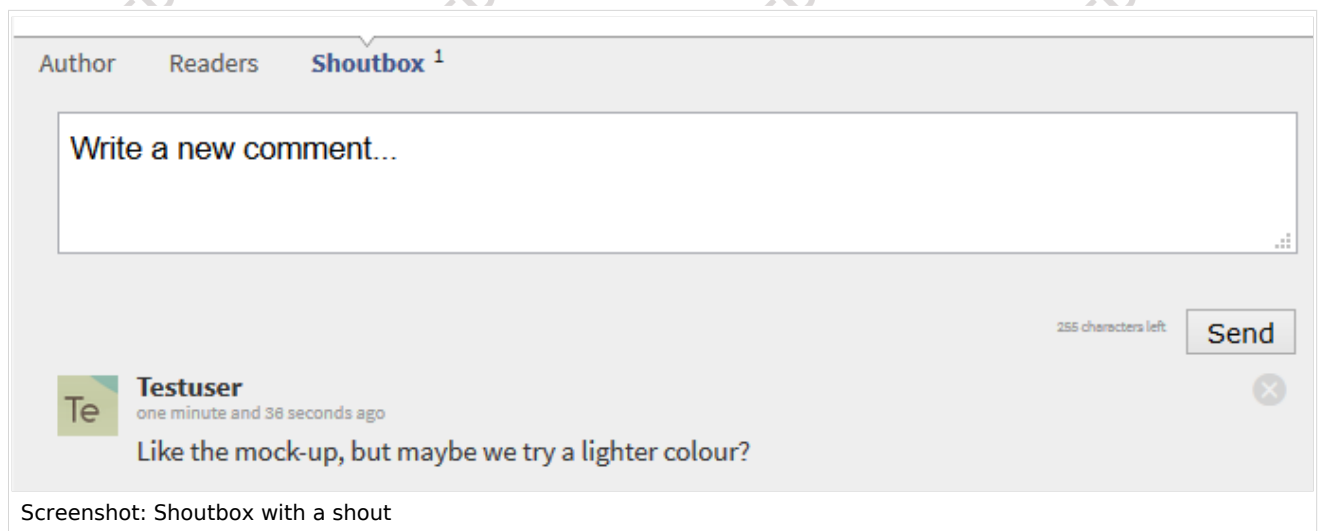 Author Readers Shoutbox 1
Write a new comment...
255 characters left Send
Te
Testuser
one minute and 36 seconds ago
Like the mock-up, but maybe we try a lighter colour?
Screenshot: Shoutbox with a shout